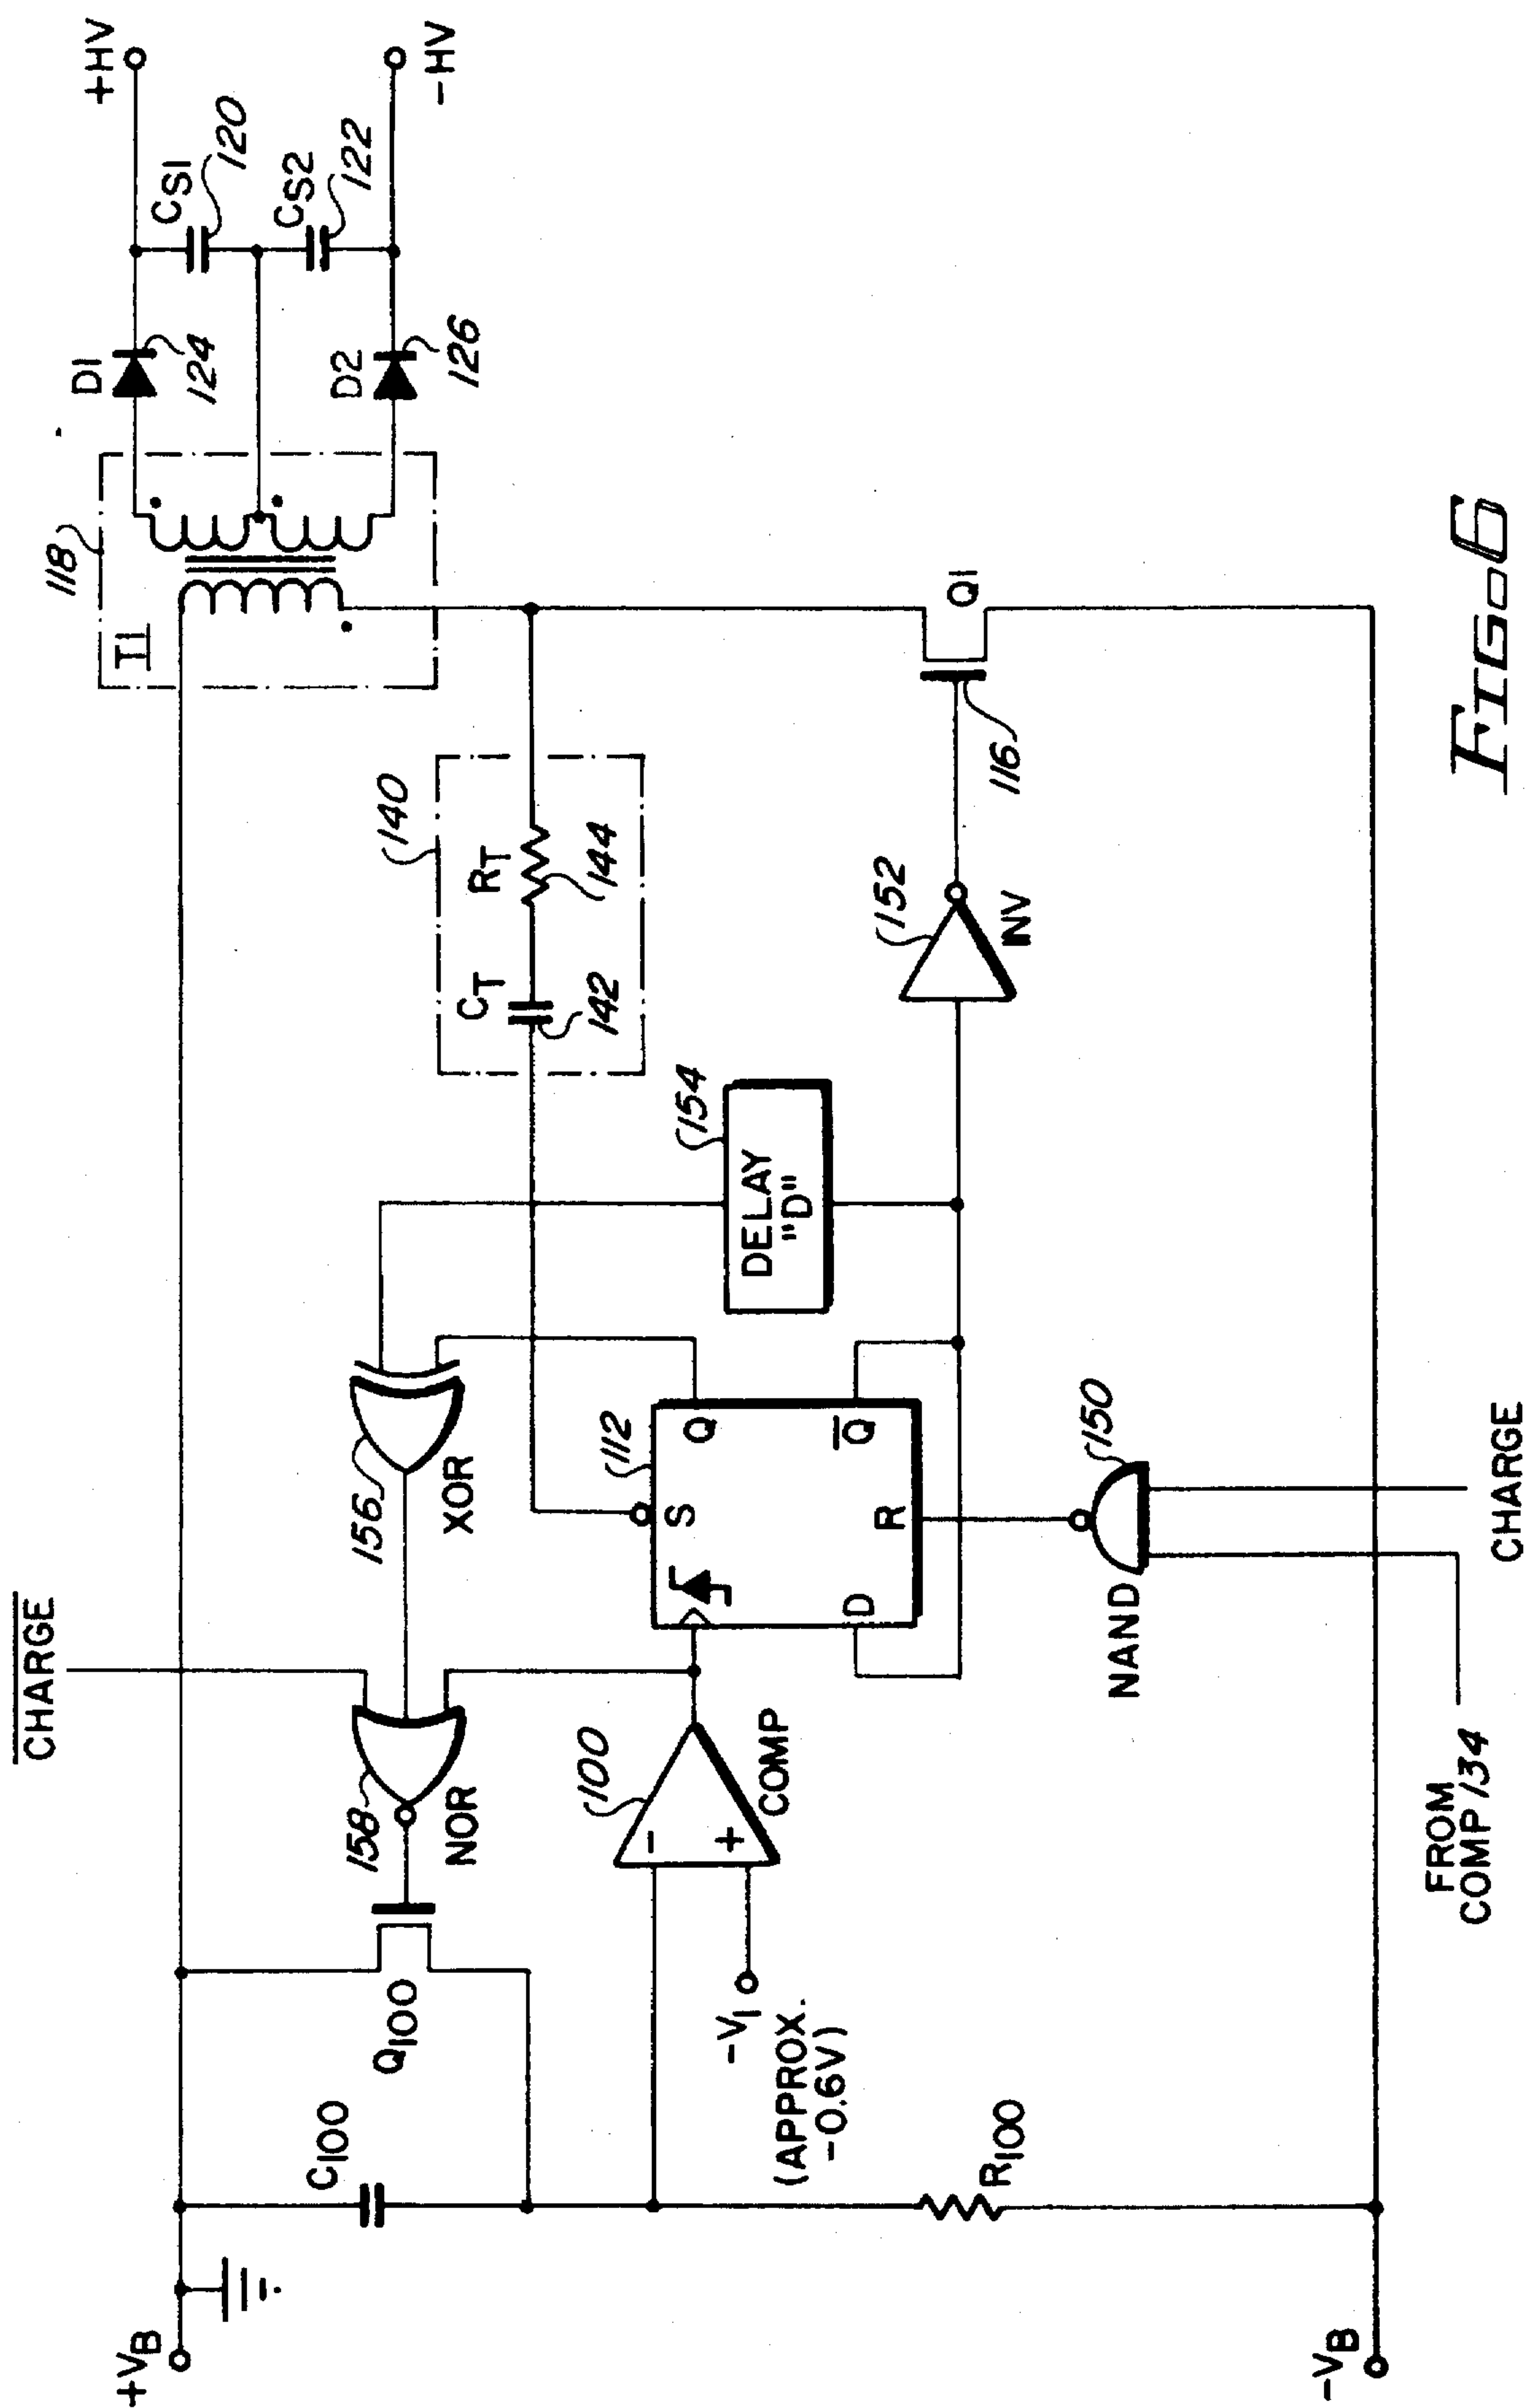 +VB
C100
Q100
158
NOR
CHARGE
156
XOR
T1
118
D1
124
D2
126
CS1
120
CS2
122
+HV
-HV
140
CT
142
RT
144
100
-
+
COMP
-V1
(APPROX.
-0.6V)
112
S
Q
Q
D
R
154
DELAY
"D"
152
INV
116
Q1
R100
-VB
NAND
150
FROM
COMP 134
CHARGE
FIG. 6